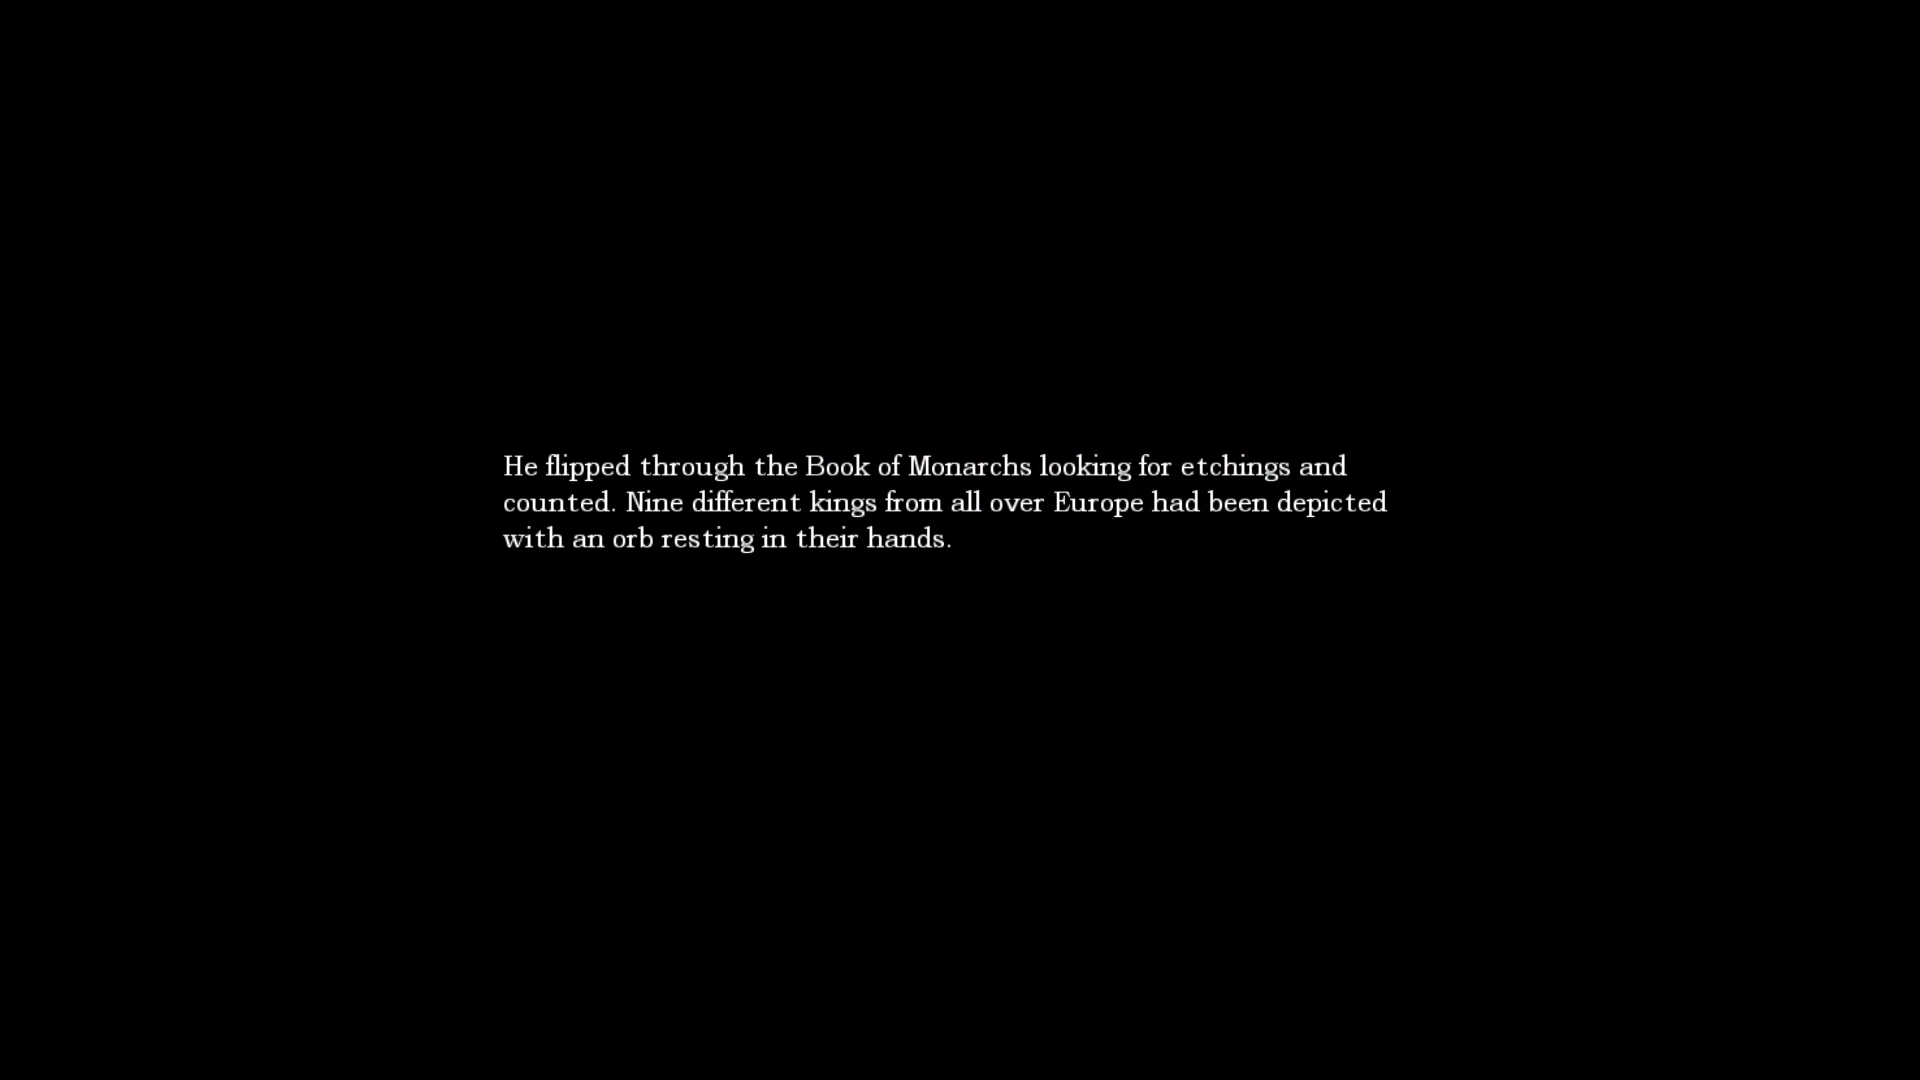 He flipped through the Book of Monarchs looking for etchings and
counted. Nine different kings from all over Europe had been depicted
with an orb resting in their hands.